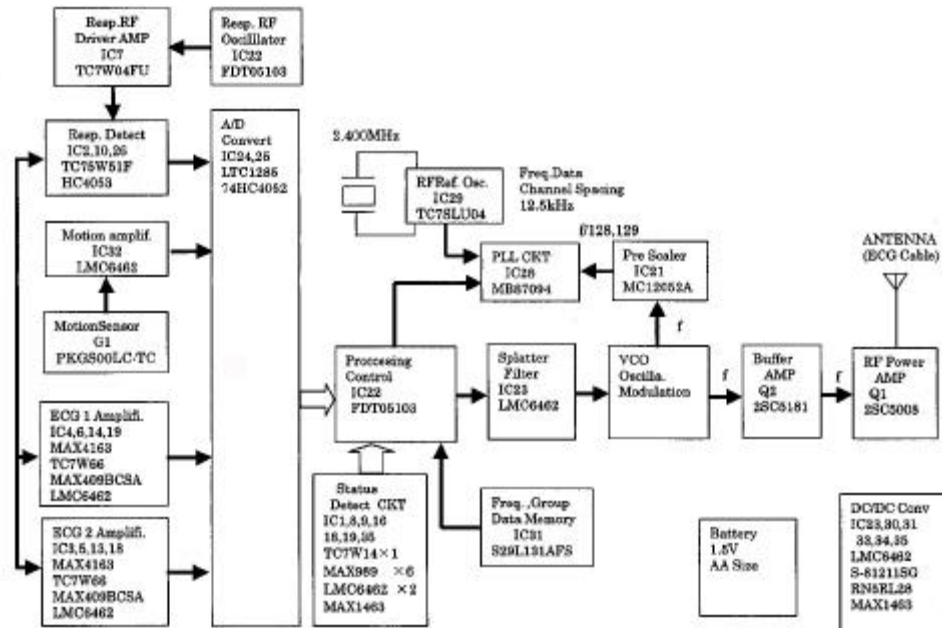 Resp.RF
Driver AMP
IC7
TC7W04FU
Resp. RF
Oscilllator
IC22
FDT05103
Resp. Detect
IC2,10,26
TC75W51F
HC4053
A/D
Convert
IC24,25
LTC1285
74HC4052
2.400MHz
RFRef. Osc.
IC29
TC7SLU04
Freq.Data
Channel Spacing
12.5kHz
f/128,129
Motion amplif.
IC32
LMC6462
PLL CKT
IC28
MB87094
Pre Scaler
IC21
MC12052A
ANTENNA
(ECG Cable)
MotionSensor
G1
PKGS00LC-TC
Proccesing
Control
IC22
FDT05103
Splatter
Filter
IC23
LMC6462
VCO
Oscilla.
Modulation
f
f
Buffer
AMP
Q2
2SC5181
f
RF Power
AMP
Q1
2SC5008
ECG 1 Amplifi.
IC4,6,14,19
MAX4163
TC7W66
MAX409BCSA
LMC6462
ECG 2 Amplifi.
IC3,5,13,18
MAX4163
TC7W66
MAX409BCSA
LMC6462
Status
Detect CKT
IC1,8,9,16
18,19,35
TC7W14×1
MAX989 ×6
LMC6462 ×2
MAX1463
Freq.,Group
Data Memory
IC31
S29L131AFS
Battery
1.5V
AA Size
DC/DC Conv
IC23,30,31
33,34,35
LMC6462
S-81211SG
RN5RL28
MAX1463